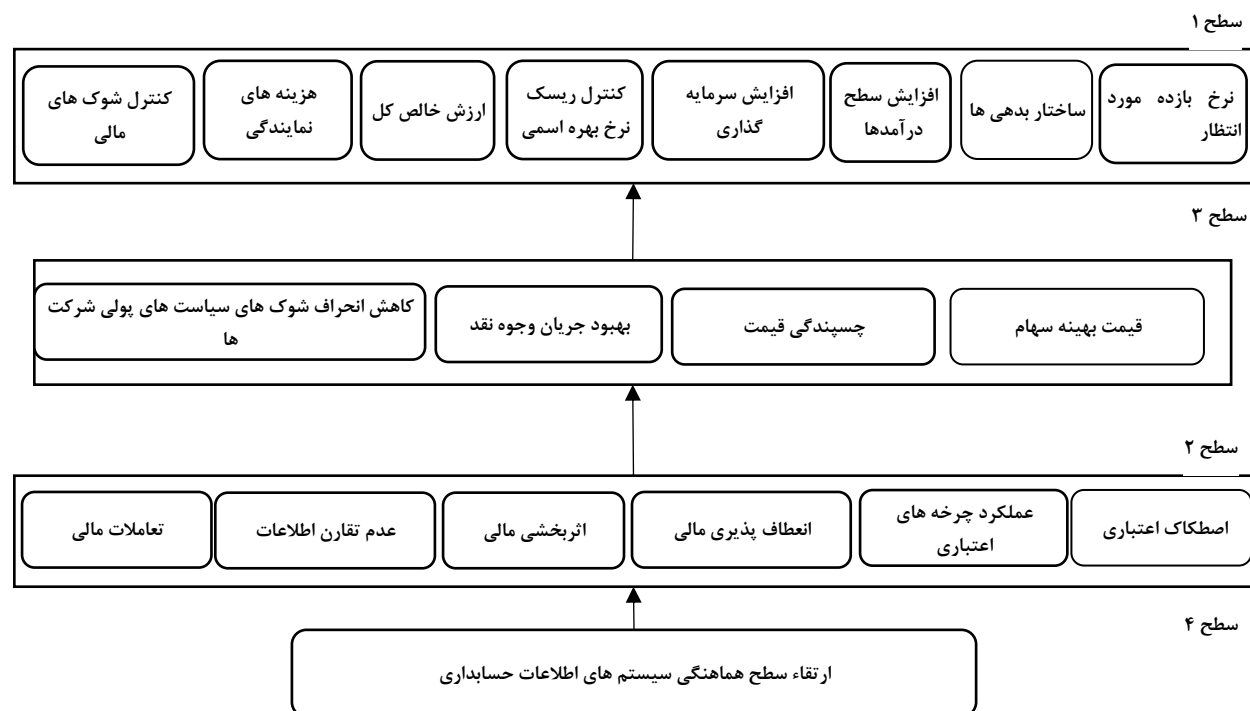 سطح ۱
نرخ بازده مورد
انتظار
ساختار بدهی ها
افزایش سطح
درآمدها
افزایش سرمایه
گذاری
کنترل ریسک
نرخ بهره اسمی
ارزش خالص کل
هزینه های
نمایندگی
کنترل شوک های
مالی
سطح ۳
قیمت بهینه سهام
چسپندگی قیمت
بهبود جریان وجوه نقد
کاهش انحراف شوک های سیاست های پولی شرکت
ها
سطح ۲
اصطکاک اعتباری
عملکرد چرخه های
اعتباری
انعطاف پذیری مالی
اثربخشی مالی
عدم تقارن اطلاعات
تعاملات مالی
سطح ۴
ارتقاء سطح هماهنگی سیستم های اطلاعات حسابداری